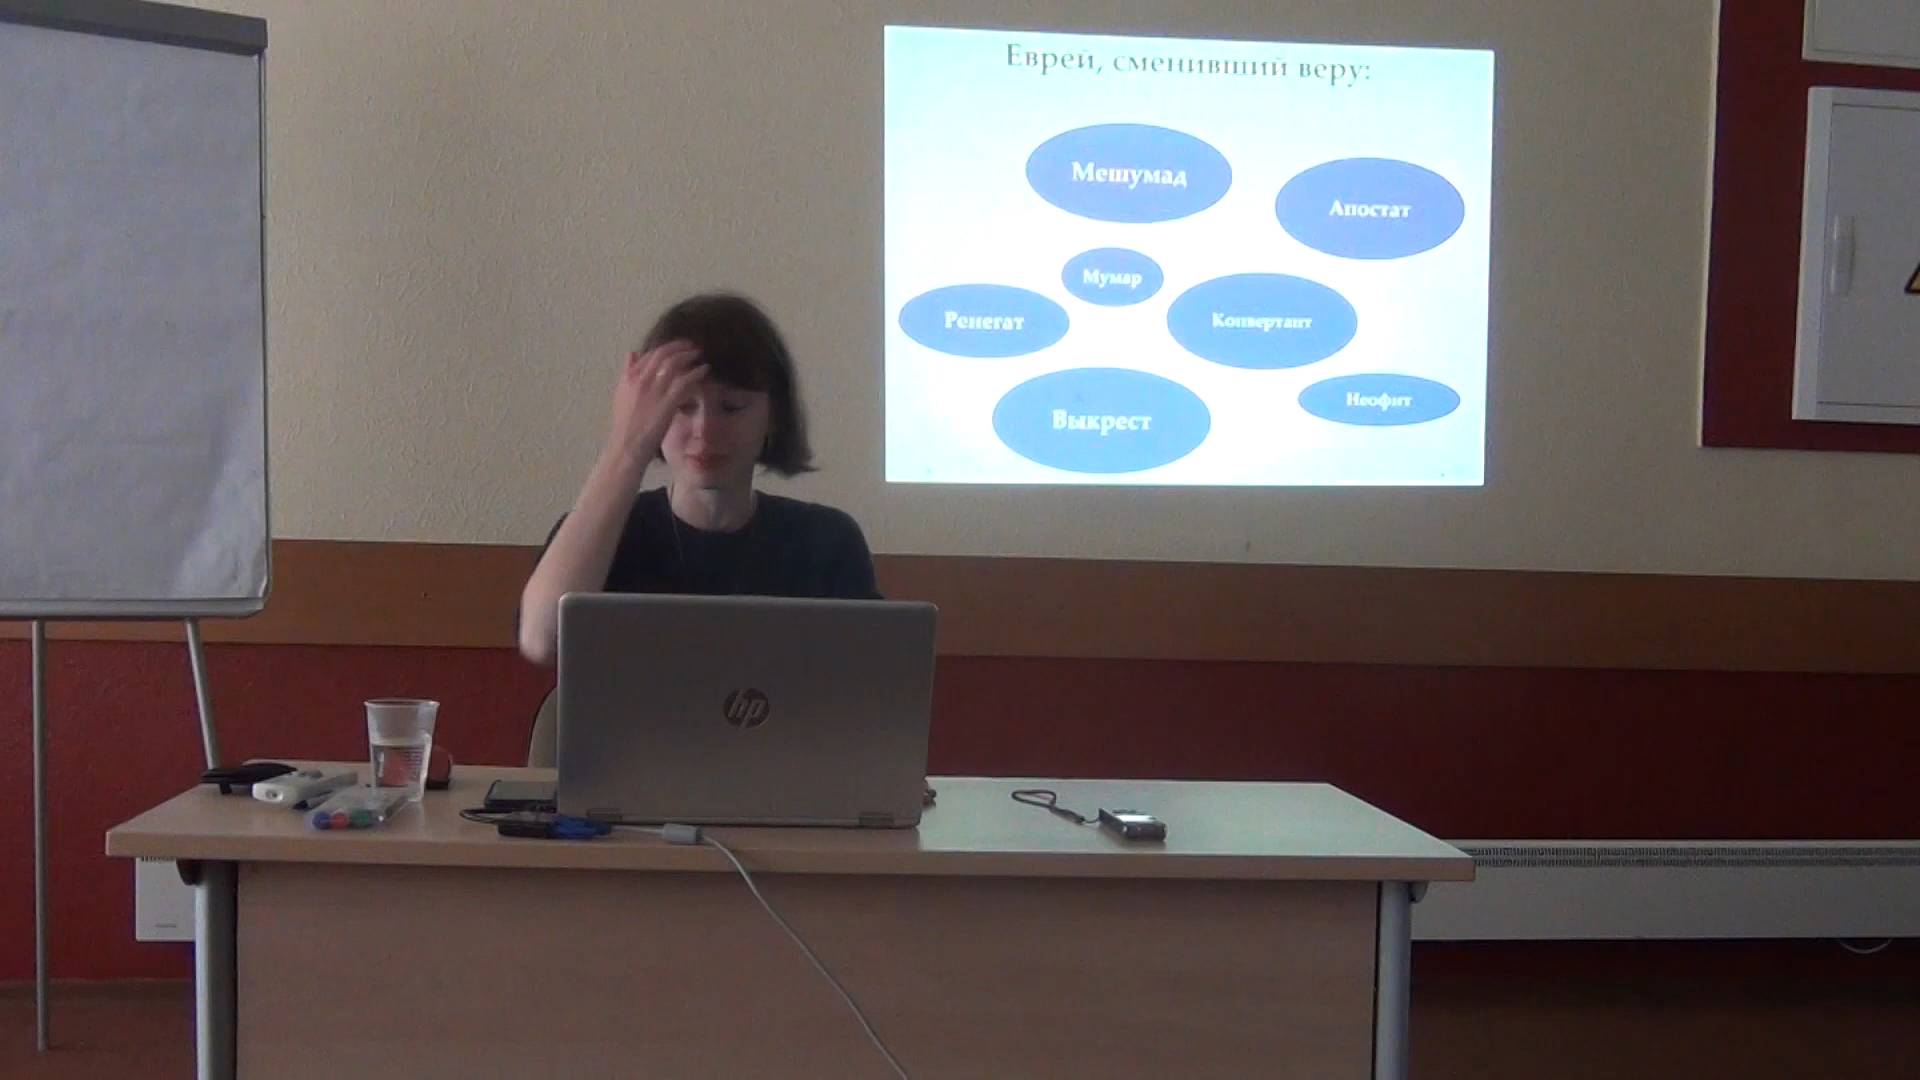 Еврей, сменивший веру:
Мешумад
Апостат
Мумар
Ренегат
Конвертант
Выкрест
Неофит
hp